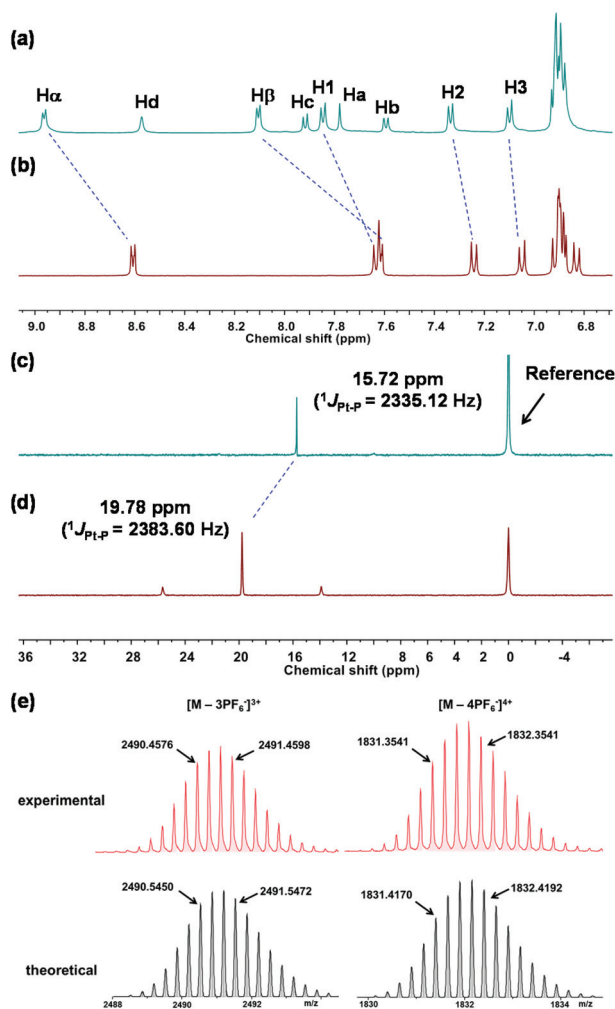 (a)
Hα Hd Hβ Hc H1 Ha Hb H2 H3
(b)
9.0 8.8 8.6 8.4 8.2 8.0 7.8 7.6 7.4 7.2 7.0 6.8
Chemical shift (ppm)
(c)
15.72 ppm
(¹J_Pt-P = 2335.12 Hz)
Reference
(d)
19.78 ppm
(¹J_Pt-P = 2383.60 Hz)
36 32 28 24 20 16 12 8 4 0 -4
Chemical shift (ppm)
(e)
[M – 3PF₆⁻]³⁺ [M – 4PF₆⁻]⁴⁺
2490.4576 2491.4598 1831.3541 1832.3541
experimental
2490.5450 2491.5472 1831.4170 1832.4192
theoretical
2488 2490 2492 m/z 1830 1832 1834 m/z